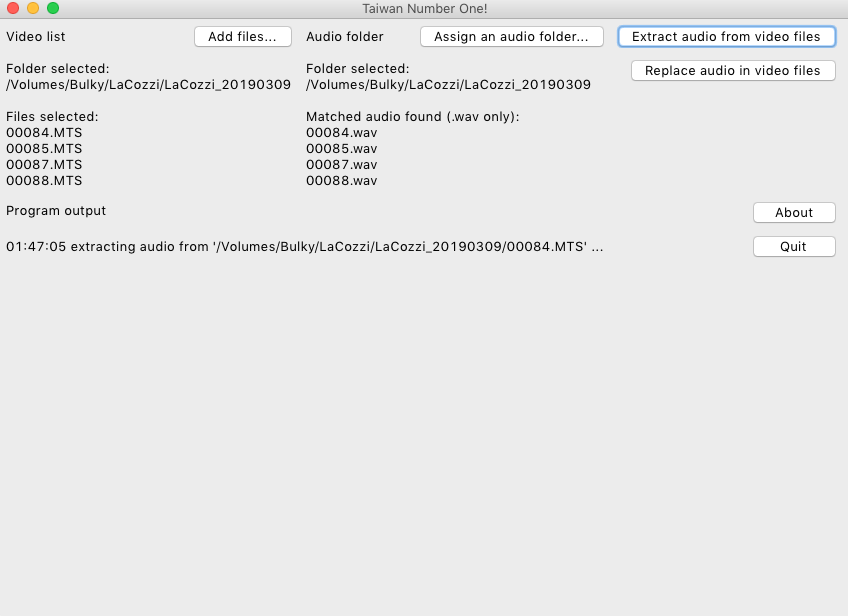 Taiwan Number One!
Video list
Add files...
Audio folder
Assign an audio folder...
Extract audio from video files
Folder selected:
/Volumes/Bulky/LaCozzi/LaCozzi_20190309
Folder selected:
/Volumes/Bulky/LaCozzi/LaCozzi_20190309
Replace audio in video files
Files selected:
00084.MTS
00085.MTS
00087.MTS
00088.MTS
Matched audio found (.wav only):
00084.wav
00085.wav
00087.wav
00088.wav
Program output
About
01:47:05 extracting audio from '/Volumes/Bulky/LaCozzi/LaCozzi_20190309/00084.MTS' ...
Quit